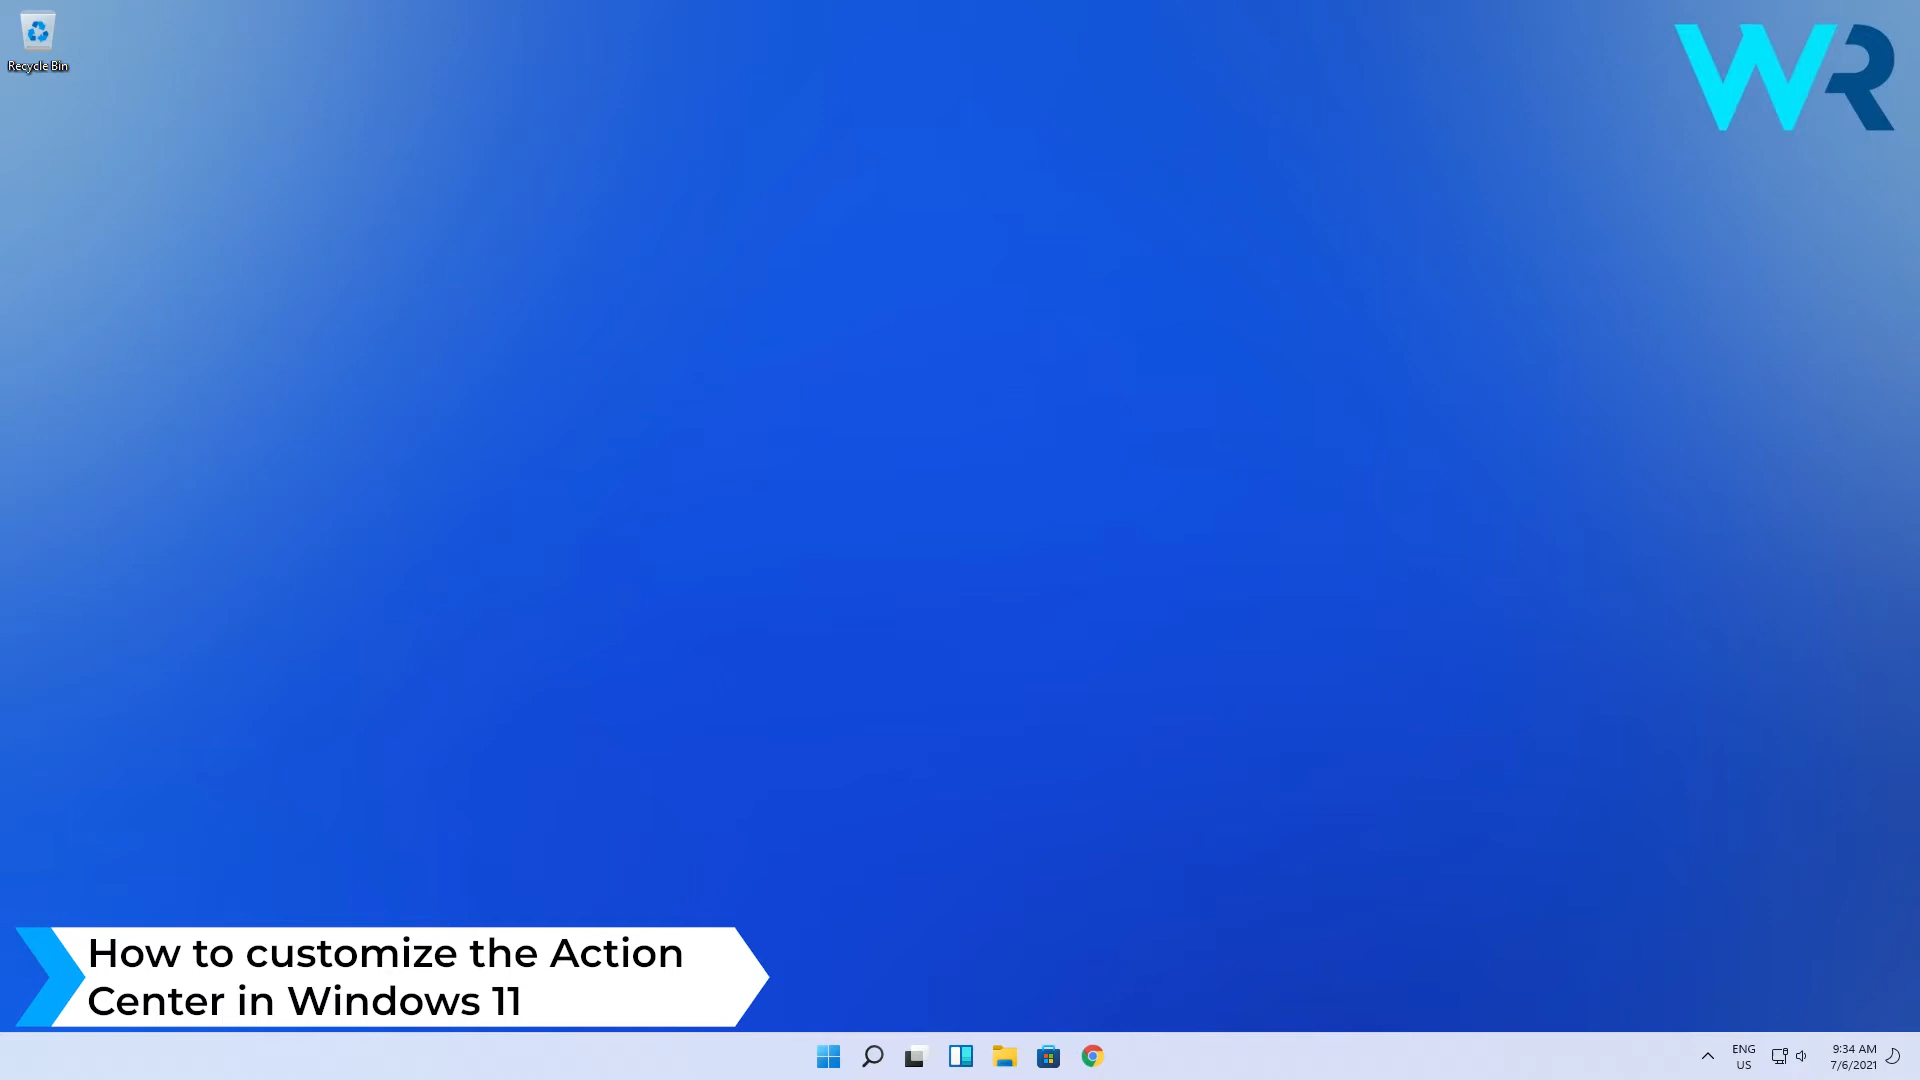 Recycle Bin
WR
How to customize the Action
Center in Windows 11
ENG
US
9:34 AM
7/6/2021